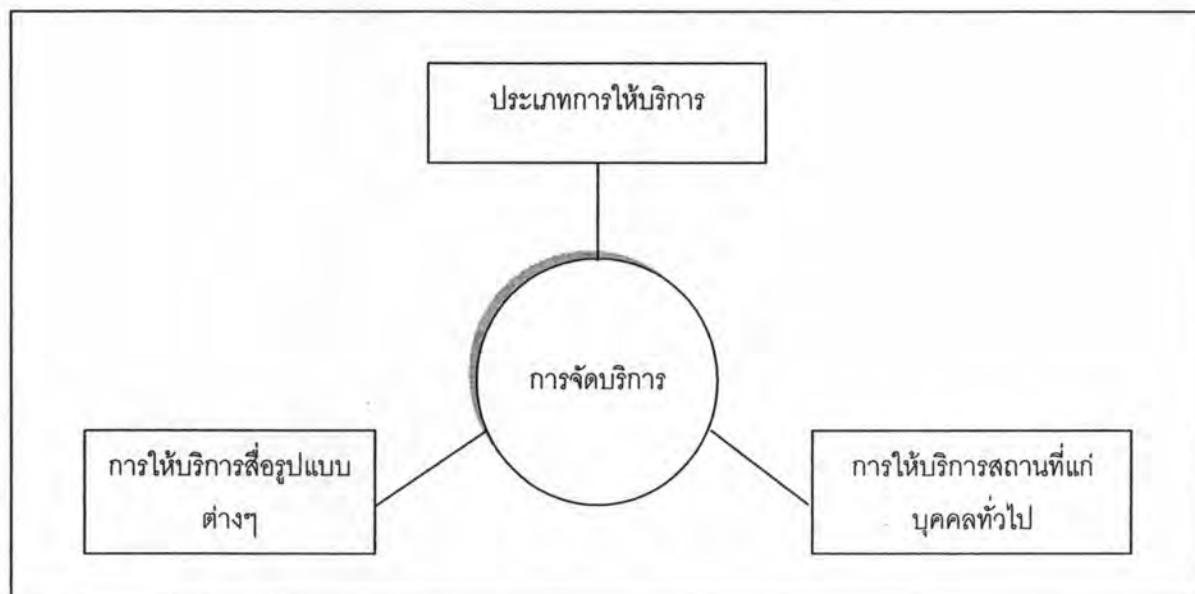 ประเภทการให้บริการ
การจัดบริการ
การให้บริการสื่อรูปแบบ
ต่างๆ
การให้บริการสถานที่แก่
บุคคลทั่วไป